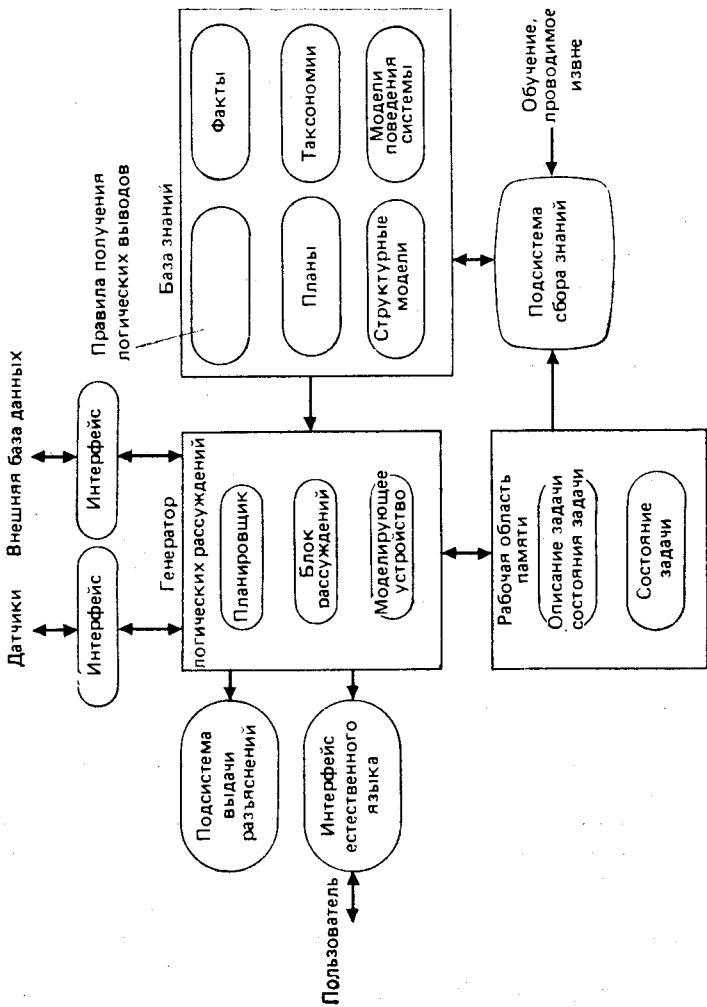 Датчики
Внешняя база данных
Интерфейс
Интерфейс
Правила получения
логических выводов
Подсистема
выдачи
разъяснений
Генератор
логических рассуждений
Планировщик
Блок
рассуждений
Моделирующее
устройство
База знаний
Факты
Планы
Таксономии
Структурные
модели
Модели
поведения
системы
Пользователь
Интерфейс
естественного
языка
Рабочая область
памяти
Описание задачи
состояния задачи
Состояние
задачи
Подсистема
сбора знаний
Обучение,
проводимое
извне